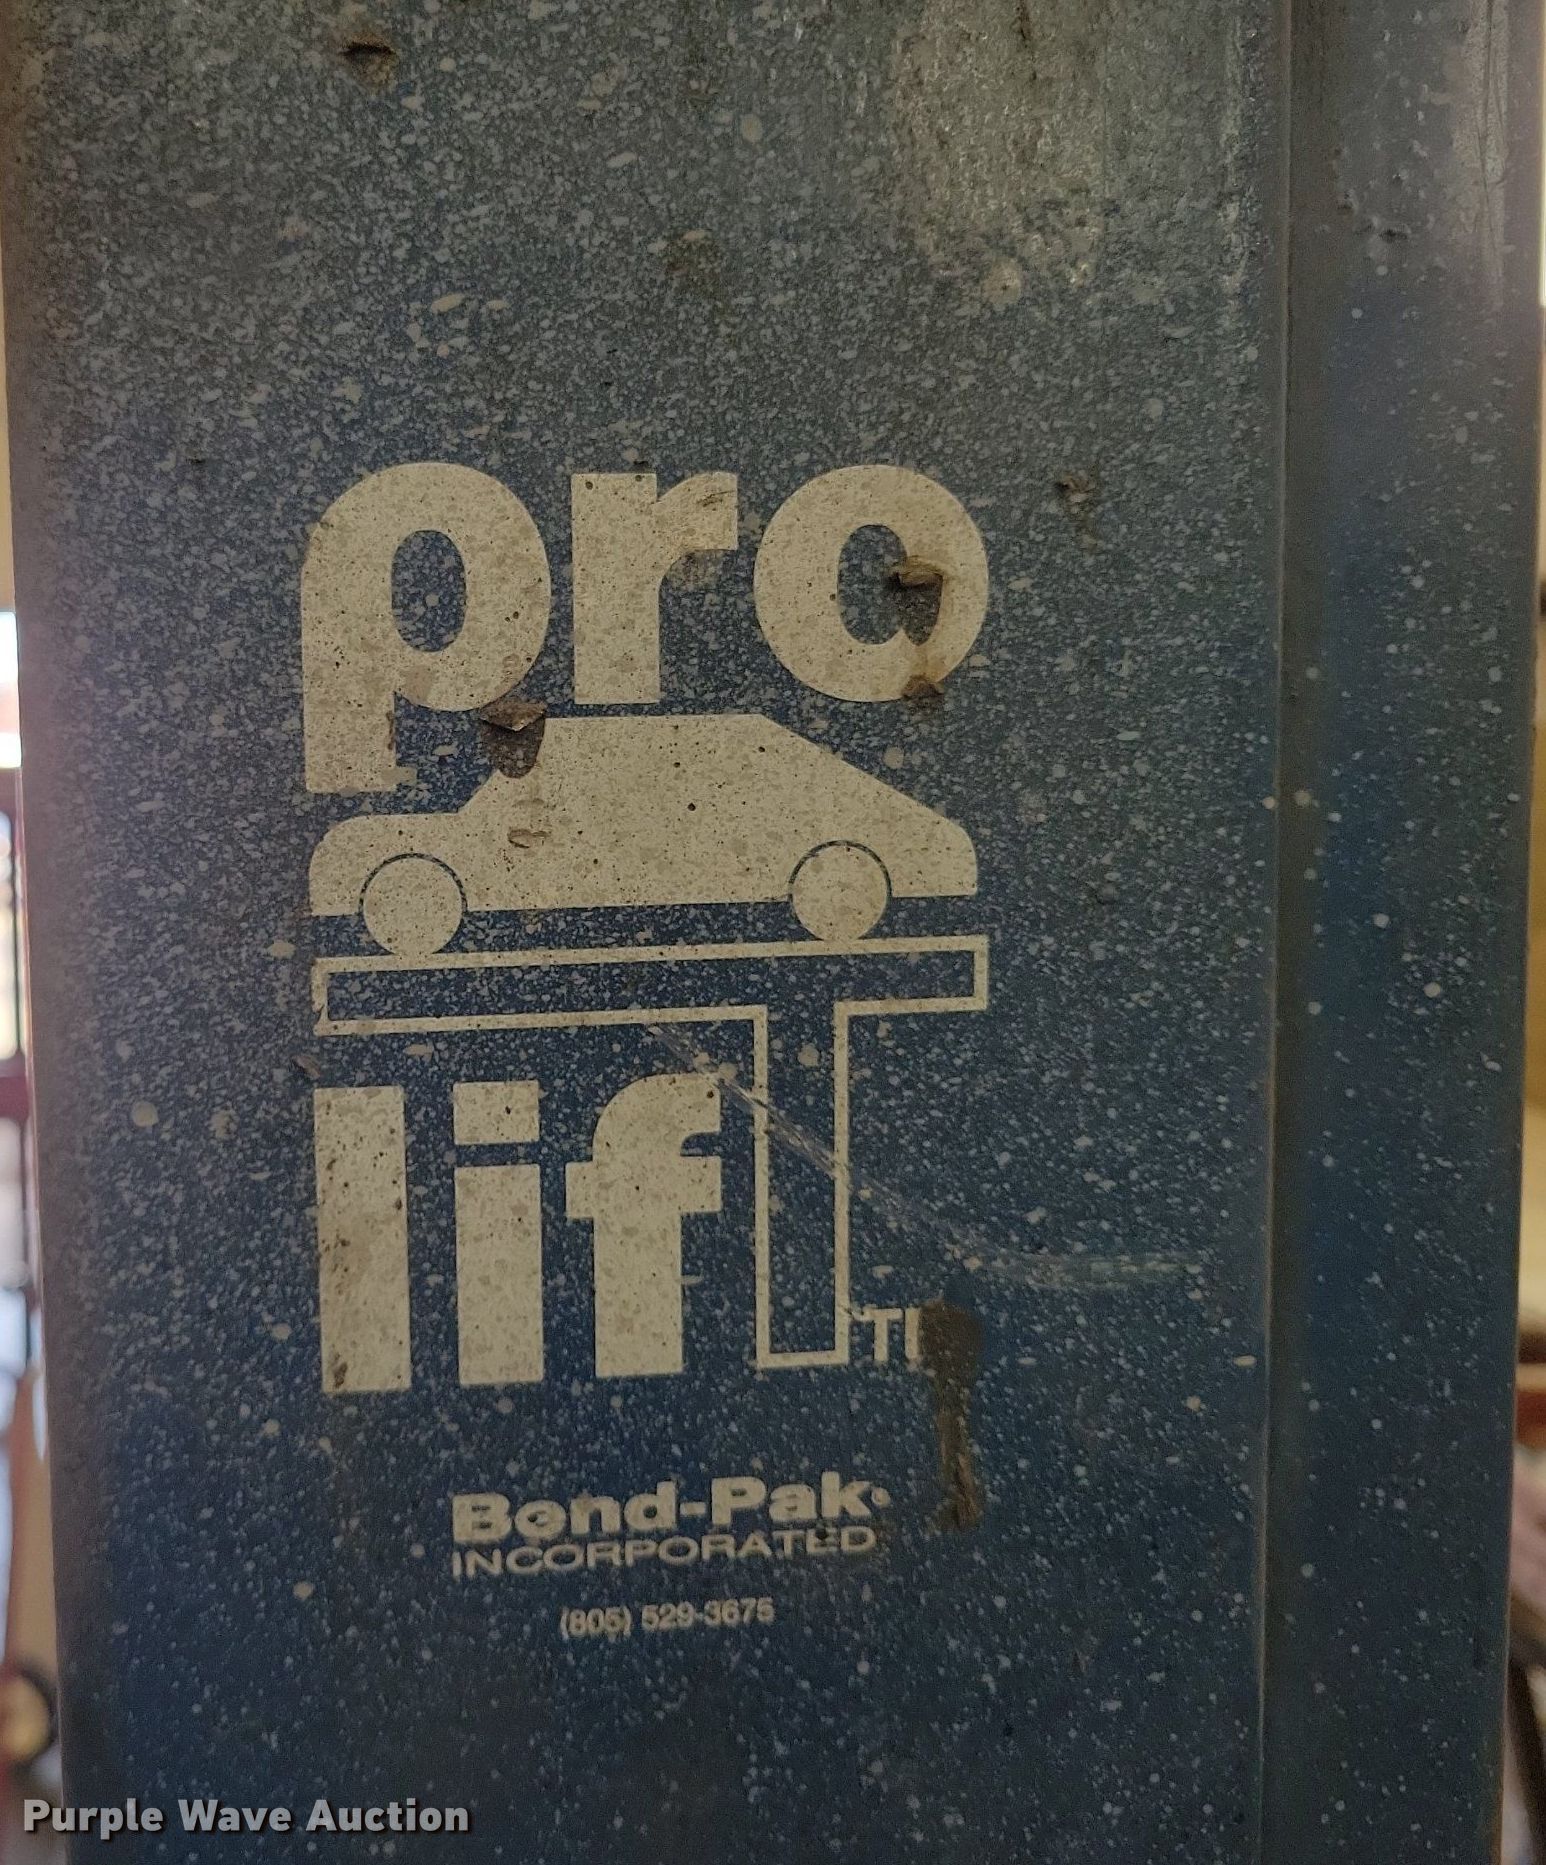 pro
lift
TM
Bend-Pak
INCORPORATED
(805) 529-3675
Purple Wave Auction